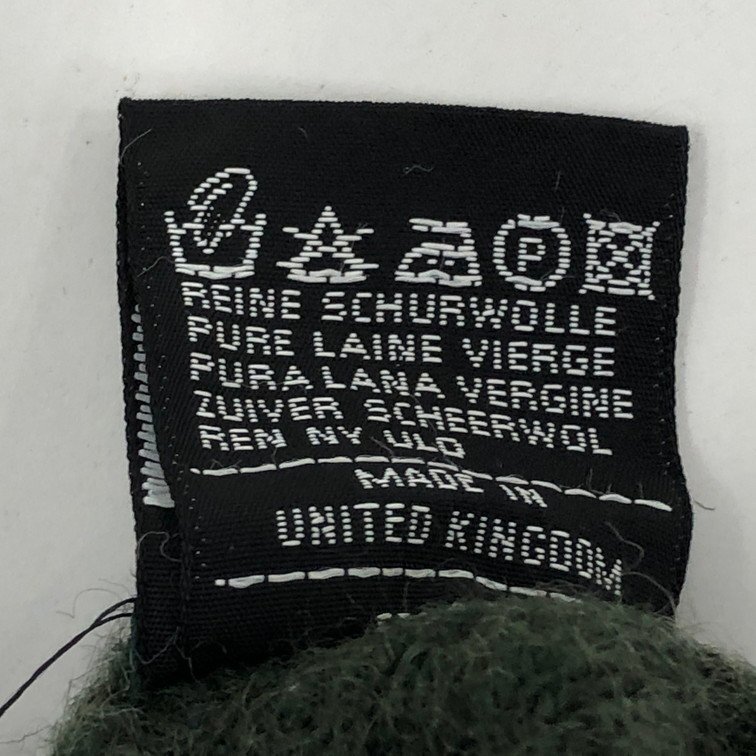 P
REINE SCHURWOLLE
PURE LAINE VIERGE
PURA LANA VERGINE
ZUIVER SCHEERWOL
REN NY ULD
MADE IN
UNITED KINGDOM